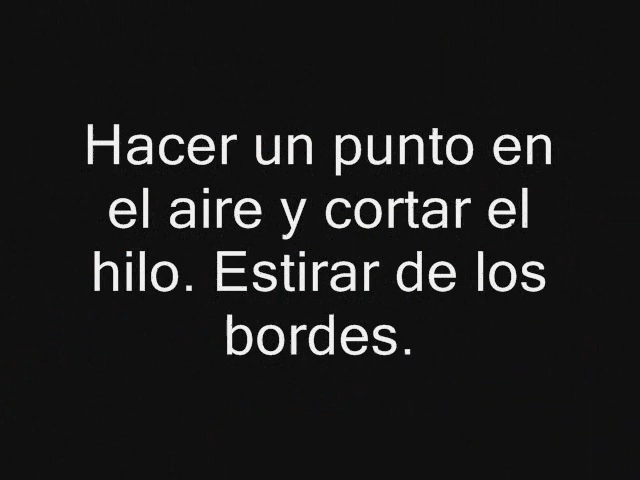 Hacer un punto en
el aire y cortar el
hilo. Estirar de los
bordes.